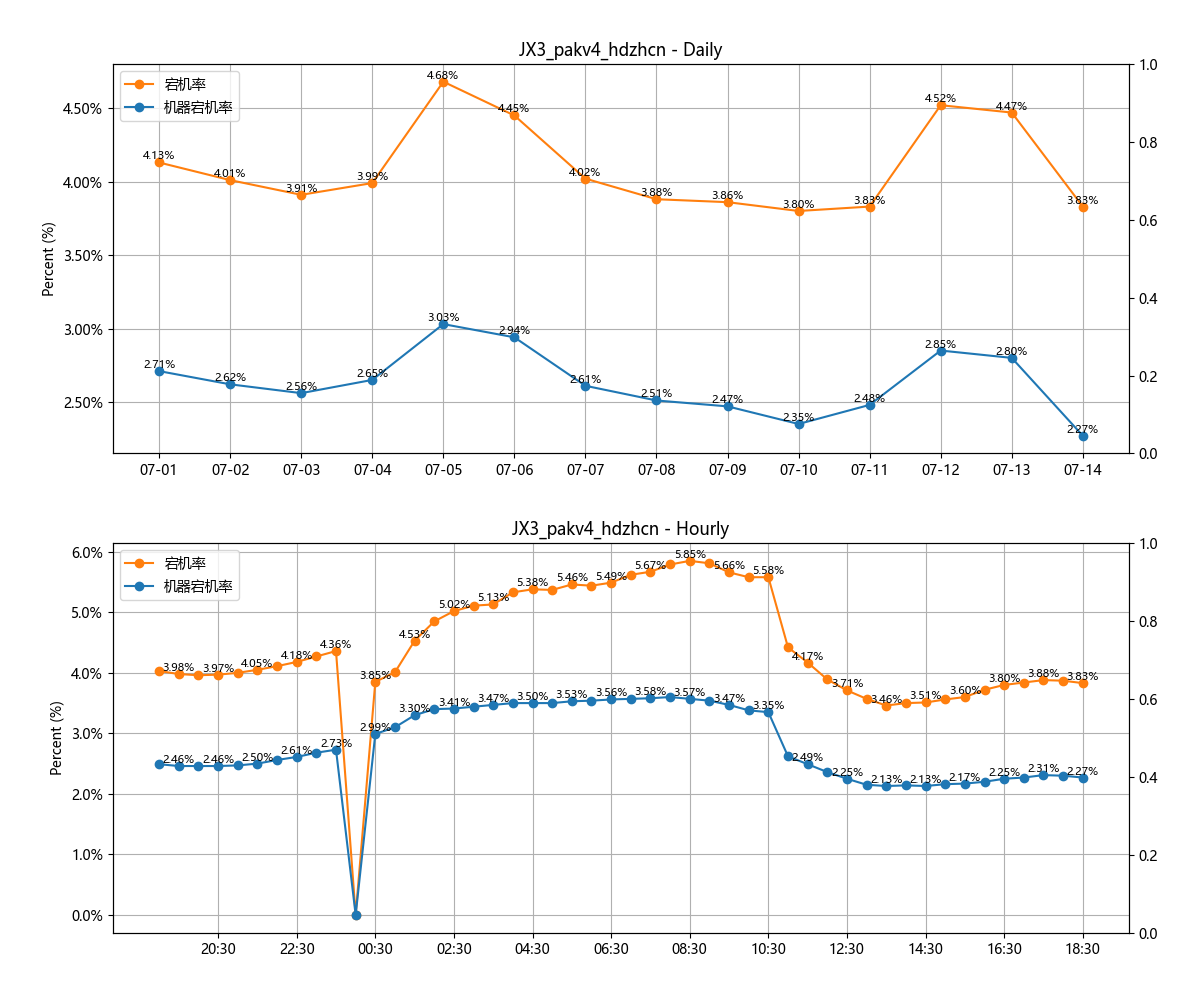 JX3_pakv4_hdzhcn - Daily
宕机率
机器宕机率
Percent (%)
4.50%
4.00%
3.50%
3.00%
2.50%
1.0
0.8
0.6
0.4
0.2
0.0
4.13% 4.01% 3.91% 3.99% 4.68% 4.45% 4.02% 3.88% 3.86% 3.80% 3.83% 4.52% 4.47% 3.83%
2.71% 2.62% 2.56% 2.65% 3.03% 2.94% 2.61% 2.51% 2.47% 2.35% 2.48% 2.85% 2.80% 2.27%
07-01 07-02 07-03 07-04 07-05 07-06 07-07 07-08 07-09 07-10 07-11 07-12 07-13 07-14
JX3_pakv4_hdzhcn - Hourly
宕机率
机器宕机率
Percent (%)
6.0%
5.0%
4.0%
3.0%
2.0%
1.0%
0.0%
1.0
0.8
0.6
0.4
0.2
0.0
3.98% 3.97% 4.05% 4.18% 4.36% 3.85% 4.53% 5.02% 5.13% 5.38% 5.46% 5.49% 5.67% 5.85% 5.66% 5.58% 4.17% 3.71% 3.46% 3.51% 3.60% 3.80% 3.88% 3.83%
2.46% 2.46% 2.50% 2.61% 2.73% 2.99% 3.30% 3.41% 3.47% 3.50% 3.53% 3.56% 3.58% 3.57% 3.47% 3.35% 2.49% 2.25% 2.13% 2.13% 2.17% 2.25% 2.31% 2.27%
20:30 22:30 00:30 02:30 04:30 06:30 08:30 10:30 12:30 14:30 16:30 18:30